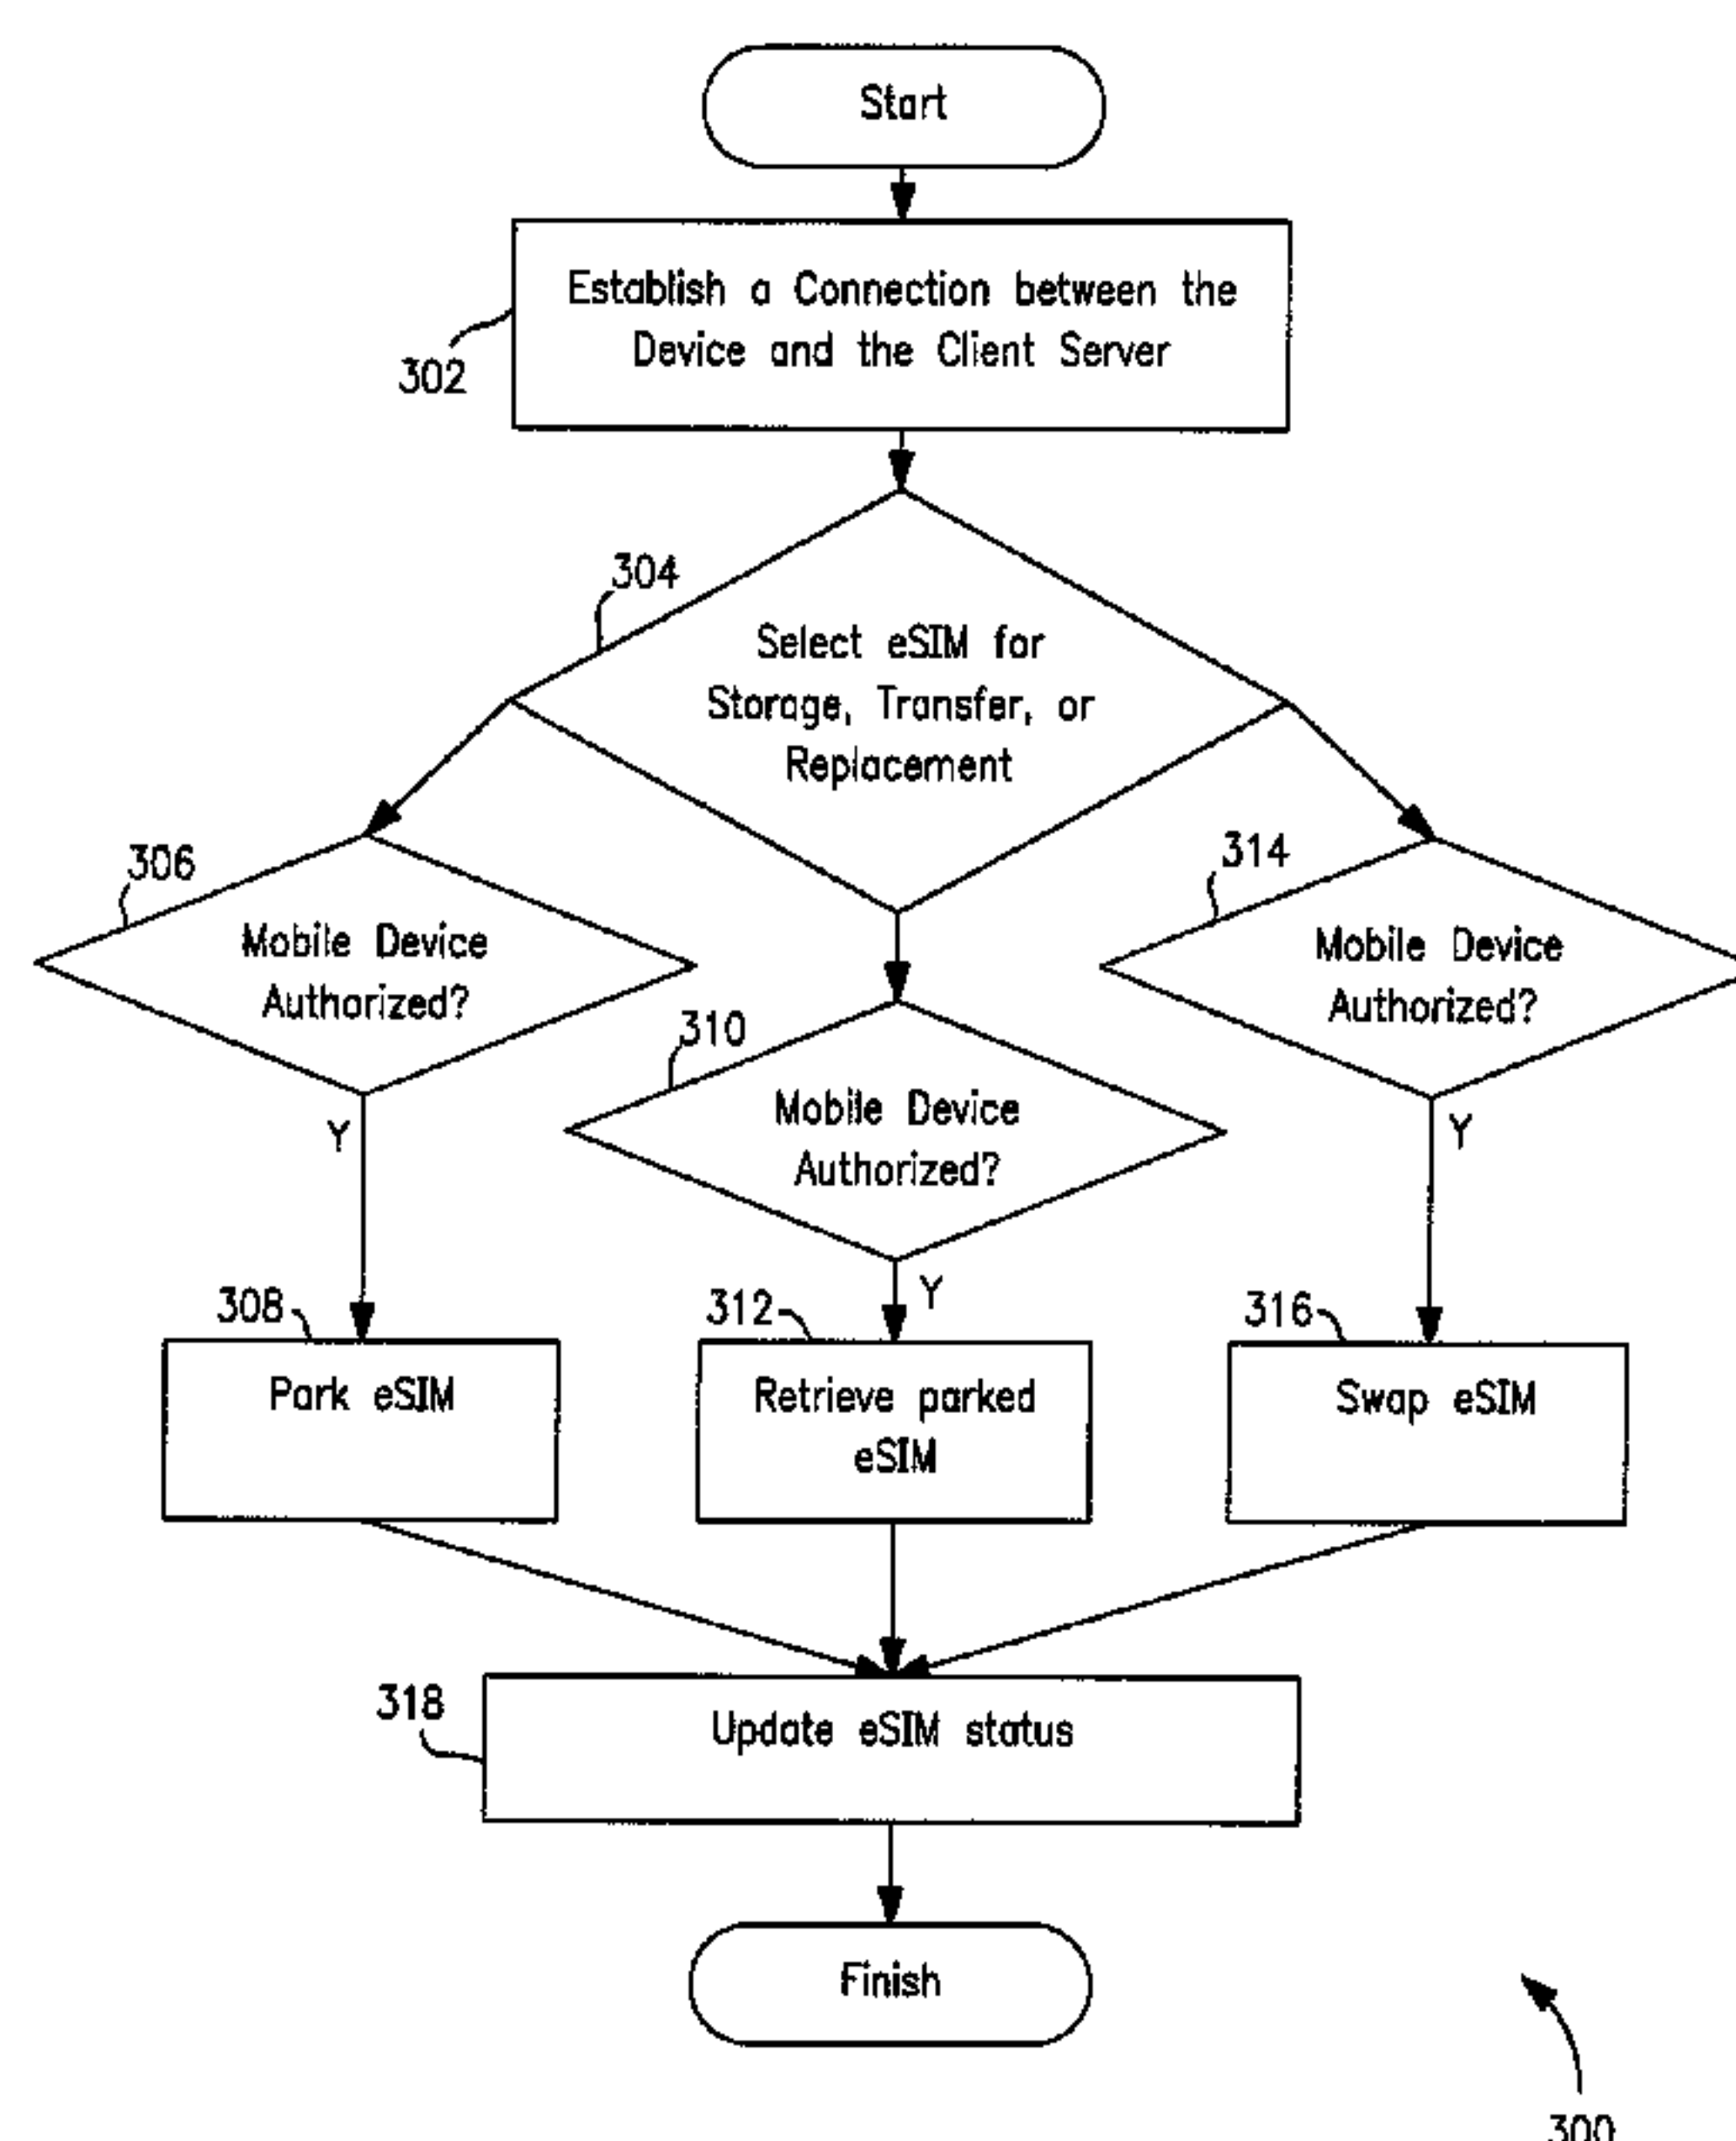 Start
Establish a Connection between the
Device and the Client Server
302
304
Select eSIM for
Storage, Transfer, or
Replacement
306
Mobile Device
Authorized?
314
Mobile Device
Authorized?
310
Mobile Device
Authorized?
Y
Y
Y
308
Park eSIM
312
Retrieve parked
eSIM
316
Swap eSIM
318
Update eSIM status
Finish
300